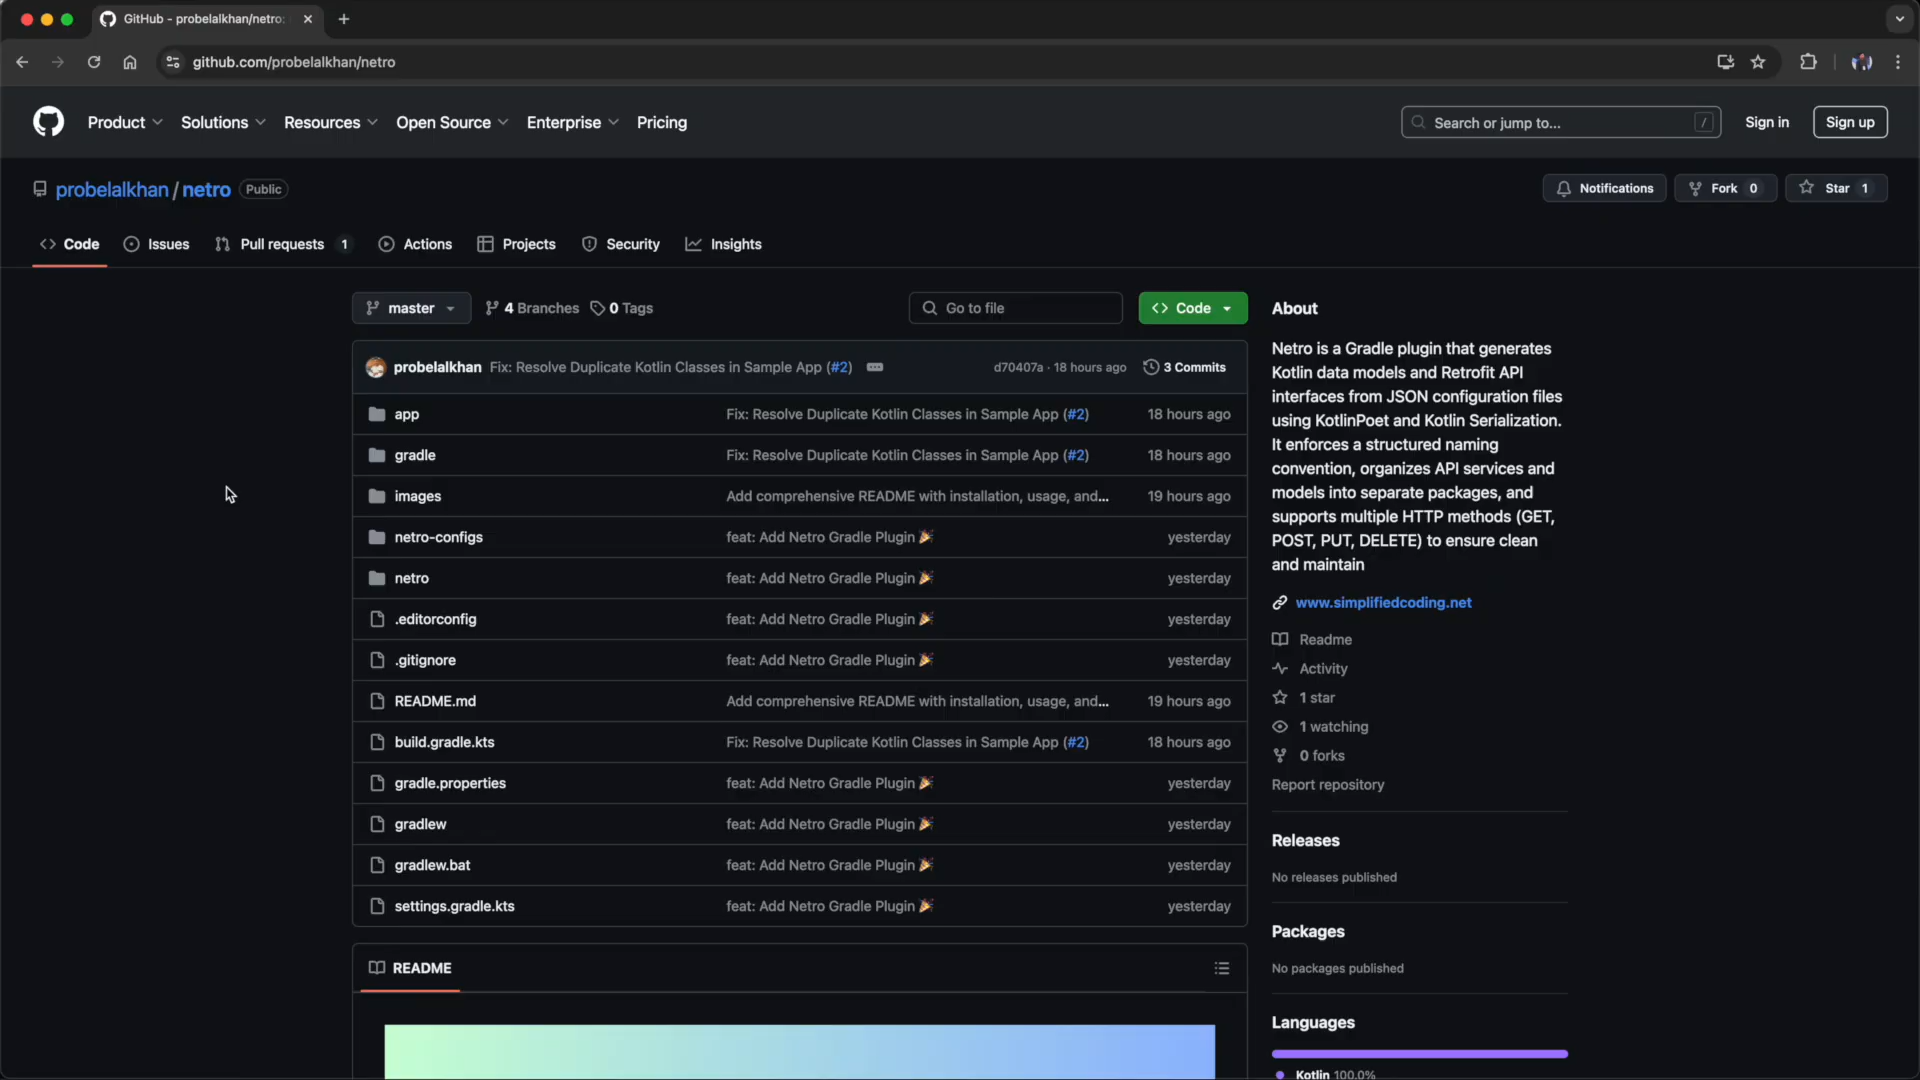 GitHub - probelalkhan/netro:
github.com/probelalkhan/netro
Product Solutions Resources Open Source Enterprise Pricing
Search or jump to... /
Sign in
Sign up
probelalkhan / netro Public
Notifications
Fork 0
Star 1
Code Issues Pull requests 1 Actions Projects Security Insights
master 4 Branches 0 Tags
Go to file
Code
probelalkhan Fix: Resolve Duplicate Kotlin Classes in Sample App (#2) d70407a · 18 hours ago 3 Commits
app Fix: Resolve Duplicate Kotlin Classes in Sample App (#2) 18 hours ago
gradle Fix: Resolve Duplicate Kotlin Classes in Sample App (#2) 18 hours ago
images Add comprehensive README with installation, usage, and... 19 hours ago
netro-configs feat: Add Netro Gradle Plugin 🎉 yesterday
netro feat: Add Netro Gradle Plugin 🎉 yesterday
.editorconfig feat: Add Netro Gradle Plugin 🎉 yesterday
.gitignore feat: Add Netro Gradle Plugin 🎉 yesterday
README.md Add comprehensive README with installation, usage, and... 19 hours ago
build.gradle.kts Fix: Resolve Duplicate Kotlin Classes in Sample App (#2) 18 hours ago
gradle.properties feat: Add Netro Gradle Plugin 🎉 yesterday
gradlew feat: Add Netro Gradle Plugin 🎉 yesterday
gradlew.bat feat: Add Netro Gradle Plugin 🎉 yesterday
settings.gradle.kts feat: Add Netro Gradle Plugin 🎉 yesterday
README
About
Netro is a Gradle plugin that generates
Kotlin data models and Retrofit API
interfaces from JSON configuration files
using KotlinPoet and Kotlin Serialization.
It enforces a structured naming
convention, organizes API services and
models into separate packages, and
supports multiple HTTP methods (GET,
POST, PUT, DELETE) to ensure clean
and maintain
www.simplifiedcoding.net
Readme
Activity
1 star
1 watching
0 forks
Report repository
Releases
No releases published
Packages
No packages published
Languages
Kotlin 100.0%